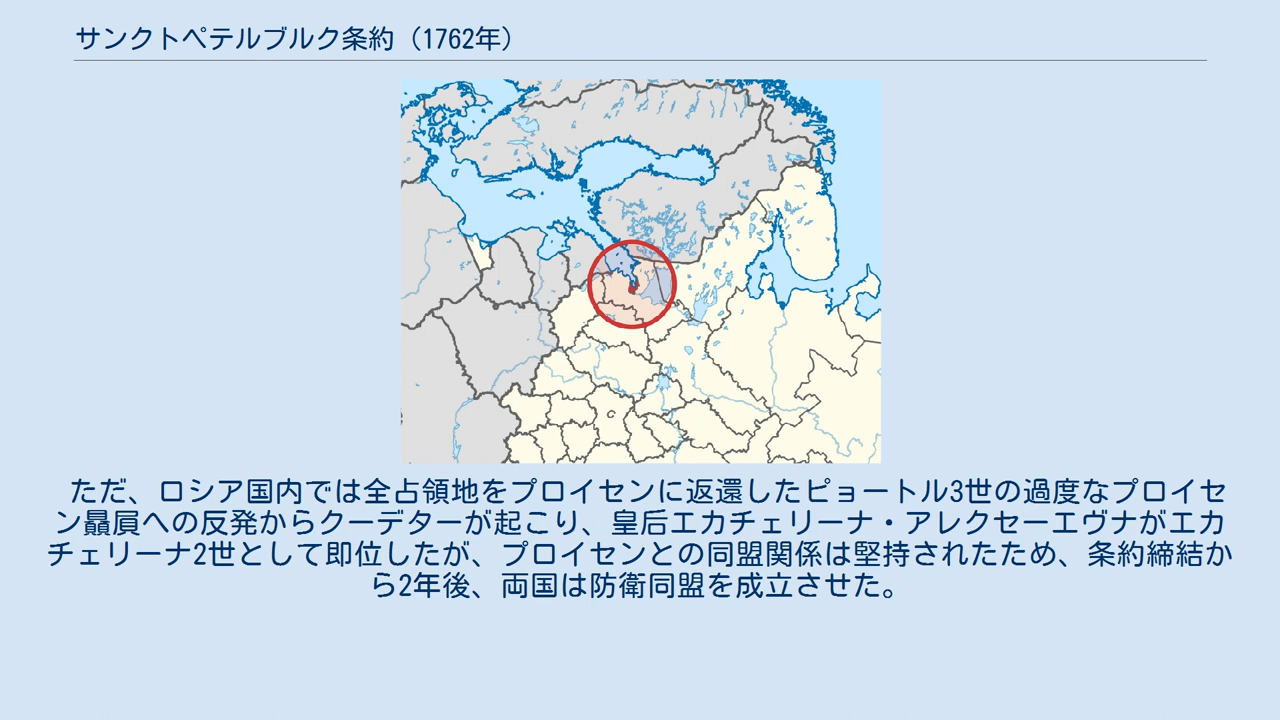 サンクトペテルブルク条約（1762年）
ただ、ロシア国内では全占領地をプロイセンに返還したピョートル3世の過度なプロイセ
ン贔屓への反発からクーデターが起こり、皇后エカチェリーナ・アレクセーエヴナがエカ
チェリーナ2世として即位したが、プロイセンとの同盟関係は堅持されたため、条約締結か
ら2年後、両国は防衛同盟を成立させた。